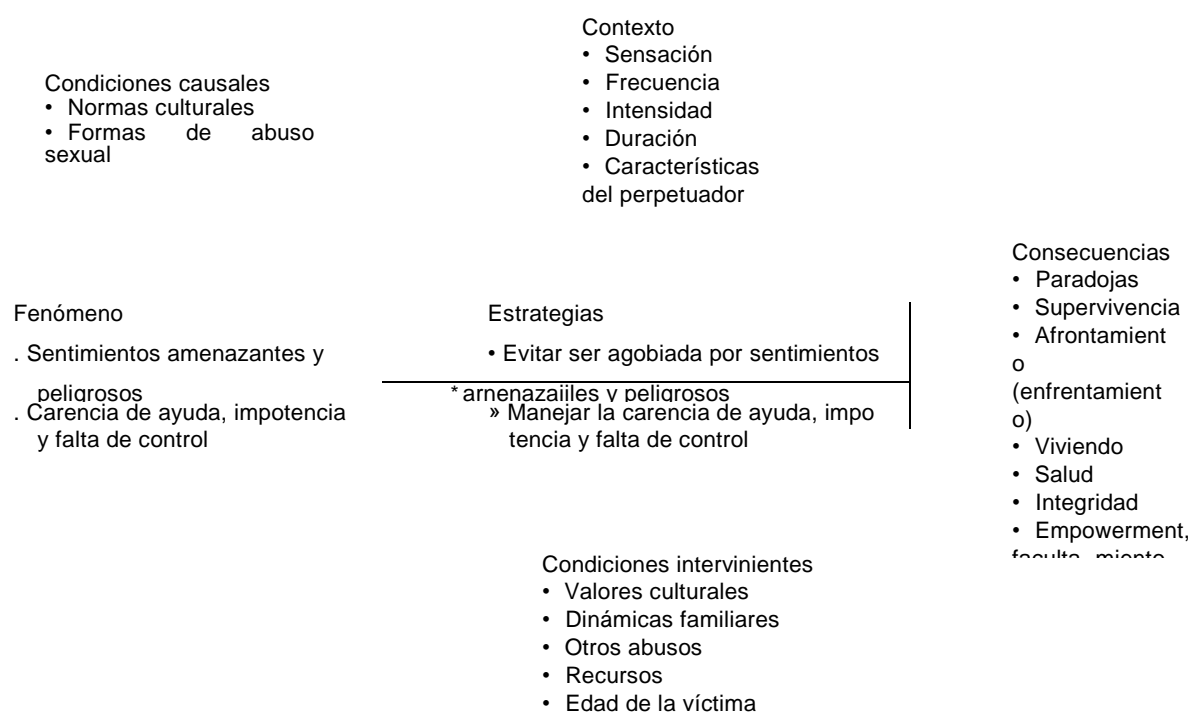 Contexto
• Sensación
• Frecuencia
• Intensidad
• Duración
• Características
del perpetuador
Condiciones causales
• Normas culturales
• Formas de abuso
sexual
Fenómeno
. Sentimientos amenazantes y
peligrosos
. Carencia de ayuda, impotencia
y falta de control
Estrategias
• Evitar ser agobiada por sentimientos
* arnenazaiiles v peligrosos
» Manejar la carencia de ayuda, impo
tencia y falta de control
Consecuencias
• Paradojas
• Supervivencia
• Afrontamient
o
(enfrentamient
o)
• Viviendo
• Salud
• Integridad
• Empowerment,
faculta miento
Condiciones intervinientes
• Valores culturales
• Dinámicas familiares
• Otros abusos
• Recursos
• Edad de la víctima